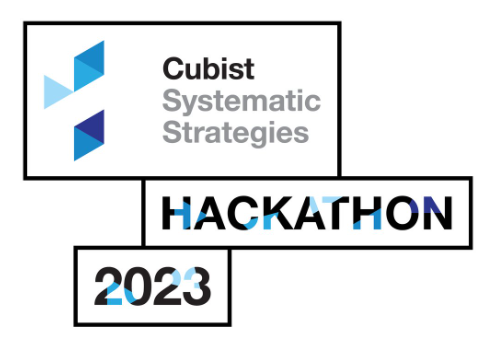 Cubist
Systematic
Strategies
HACKATHON
2023